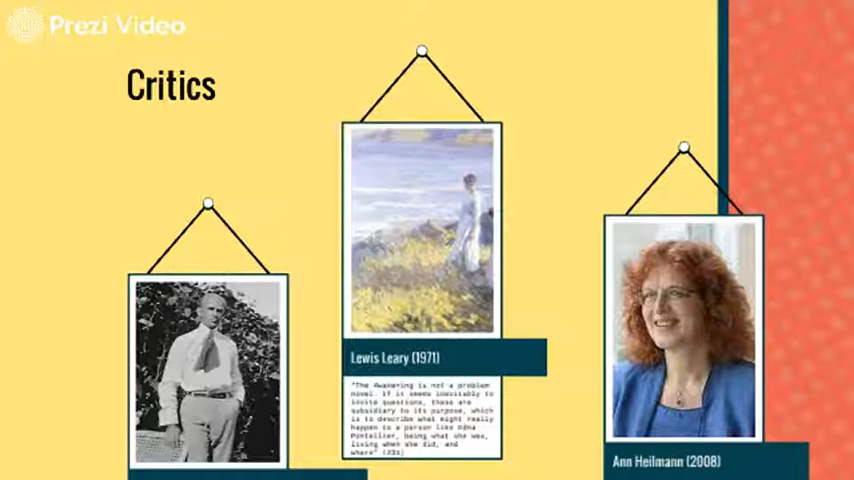 Prezi Video
Critics
Lewis Leary (1971)
"The Awakening is not a problem
novel. If it seems inevitably to
invite questions, these are
subsidiary to its purpose, which
is to describe what might really
happen to a person like Edna
Pontellier, being what she was,
living when she did, and
where" (231)
Ann Heilmann (2008)